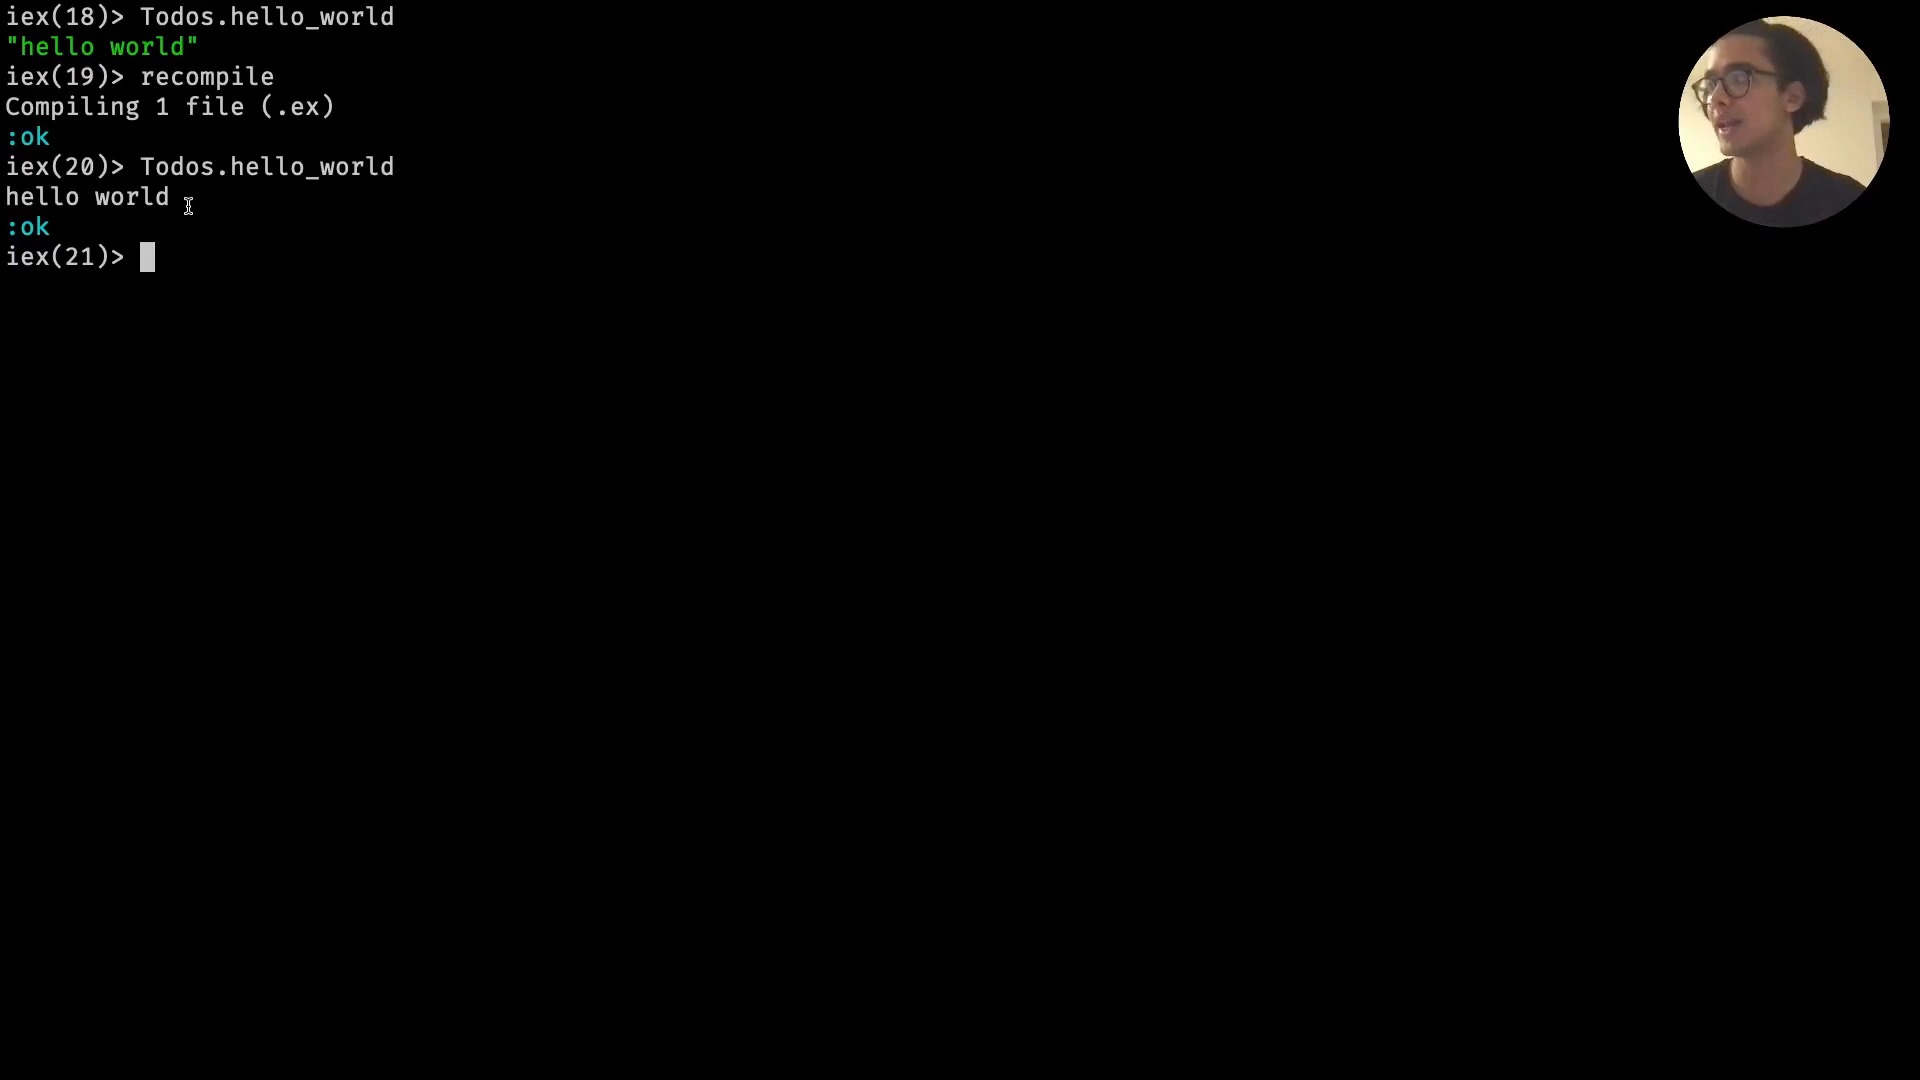 iex(18)> Todos.hello_world
"hello world"
iex(19)> recompile
Compiling 1 file (.ex)
:ok
iex(20)> Todos.hello_world
hello world
:ok
iex(21)>